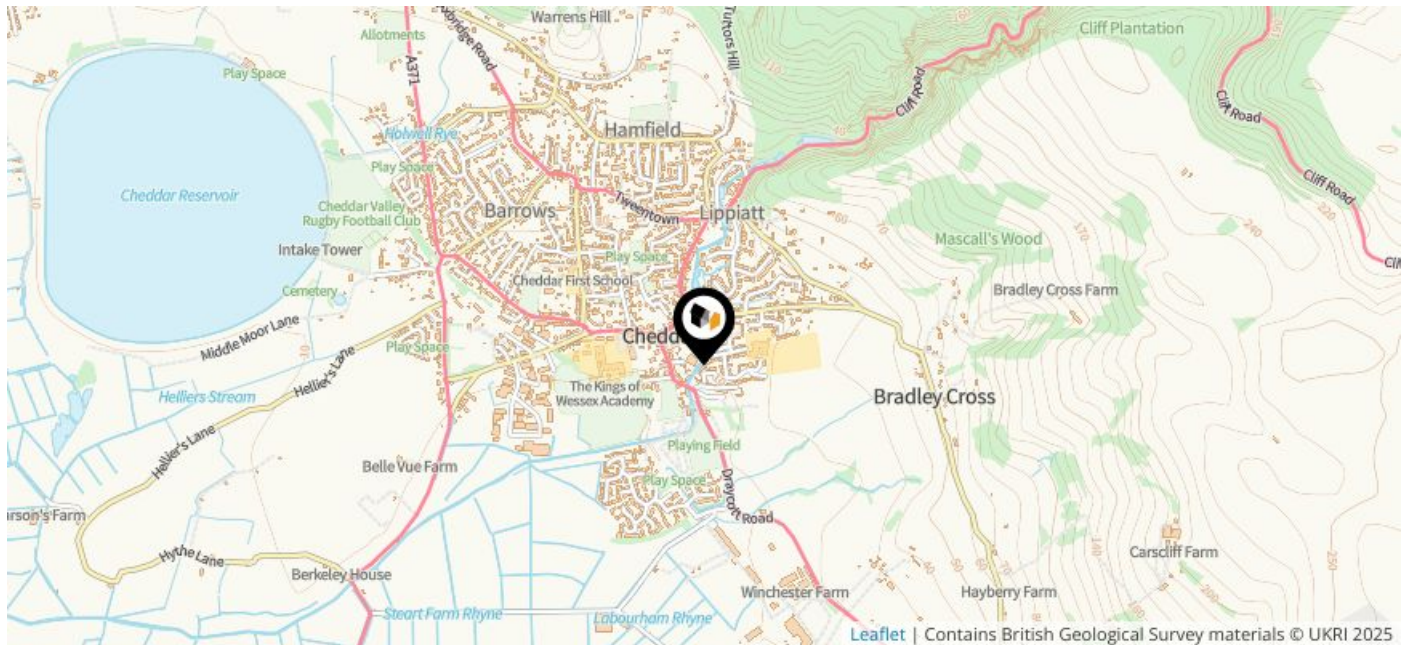 Warrens Hill
Tuttors Hill
Cliff Plantation
Allotments
Play Space
A371
Cliff Road
Cliff Road
Holwell Rye
Hamfield
Play Space
Cheddar Reservoir
Cheddar Valley
Rugby Football Club
Barrows
Tweentown
Lippiatt
Cliff Road
Intake Tower
Play Space
Mascall's Wood
Cemetery
Cheddar First School
Bradley Cross Farm
Middle Moor Lane
Play Space
Hellier's Lane
Helliers Stream
The Kings of
Wessex Academy
Bradley Cross
Playing Field
Belle Vue Farm
Play Space
Draycott Road
Hythe Lane
Berkeley House
Carscliff Farm
Winchester Farm
Hayberry Farm
Steart Farm Rhyne
Labourham Rhyne
Leaflet | Contains British Geological Survey materials © UKRI 2025